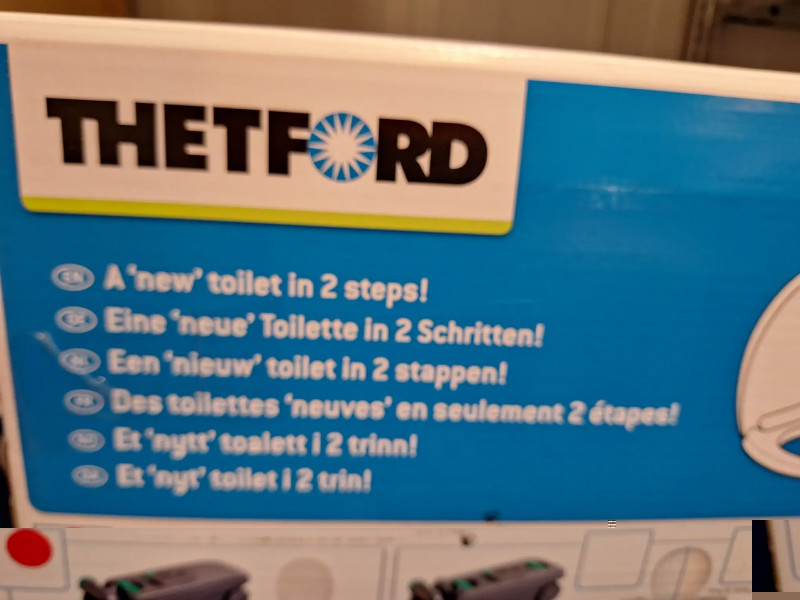 THETFORD
A 'new' toilet in 2 steps!
Eine 'neue' Toilette in 2 Schritten!
Een 'nieuw' toilet in 2 stappen!
Des toilettes 'neuves' en seulement 2 étapes!
Et 'nytt' toalett i 2 trinn!
Et 'nyt' toilet i 2 trin!